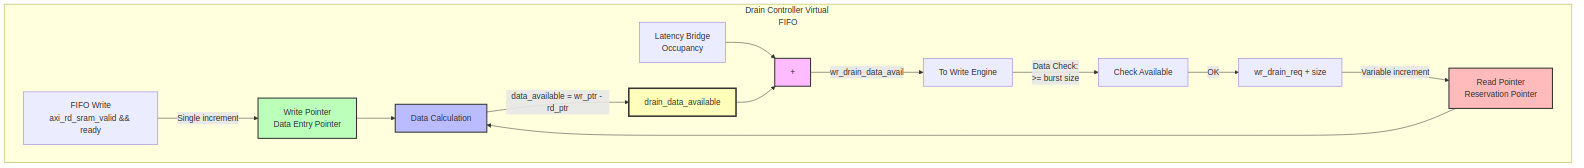 Drain Controller Virtual
FIFO
Latency Bridge
Occupancy
FIFO Write
axi_rd_sram_valid &&
ready
Single increment
Write Pointer
Data Entry Pointer
Data Calculation
data_available = wr_ptr -
rd_ptr
drain_data_available
+
wr_drain_data_avail
To Write Engine
Data Check:
>= burst size
Check Available
OK
wr_drain_req + size
Variable increment
Read Pointer
Reservation Pointer